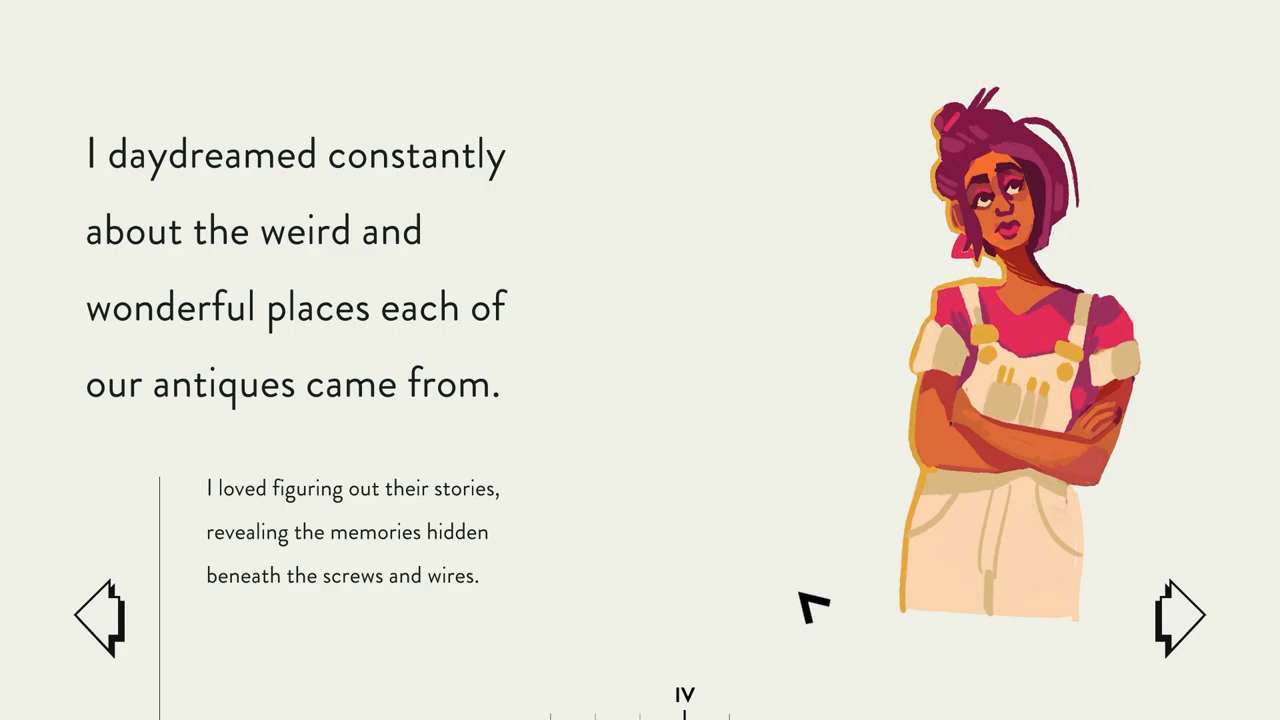 I daydreamed constantly
about the weird and
wonderful places each of
our antiques came from.
I loved figuring out their stories,
revealing the memories hidden
beneath the screws and wires.
IV